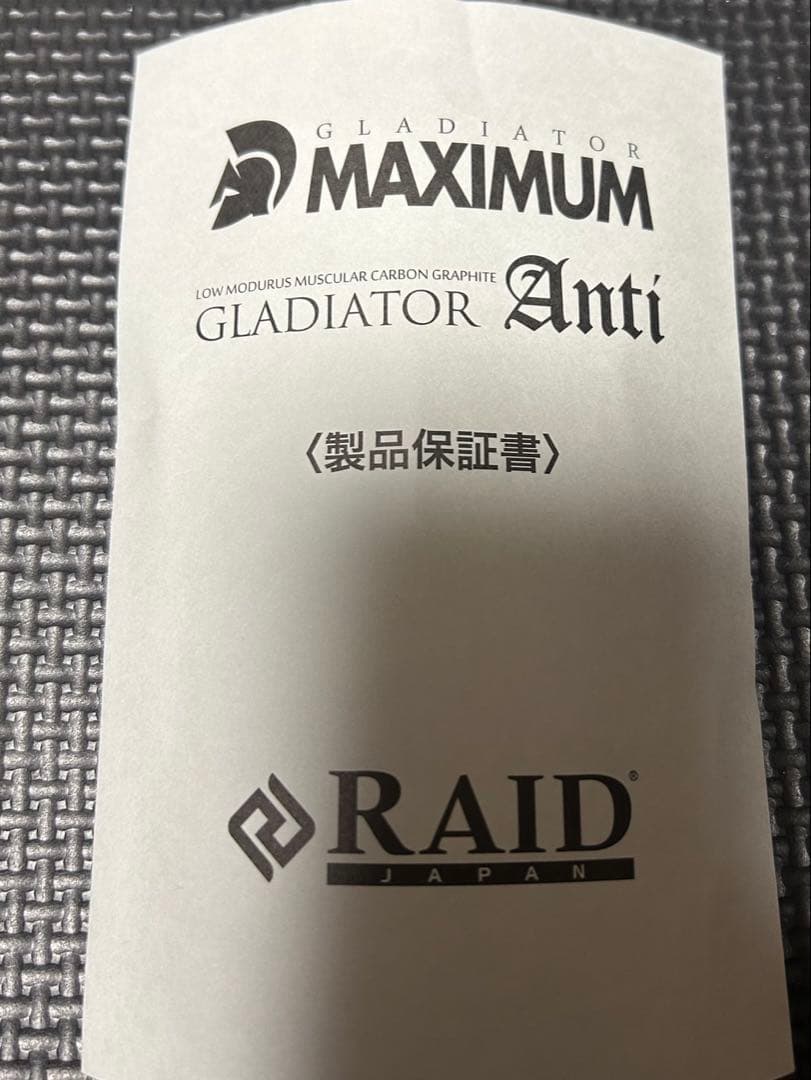 GLADIATOR
MAXIMUM
LOW MODURUS MUSCULAR CARBON GRAPHITE
GLADIATOR Anti
〈製品保証書〉
RAID®
JAPAN